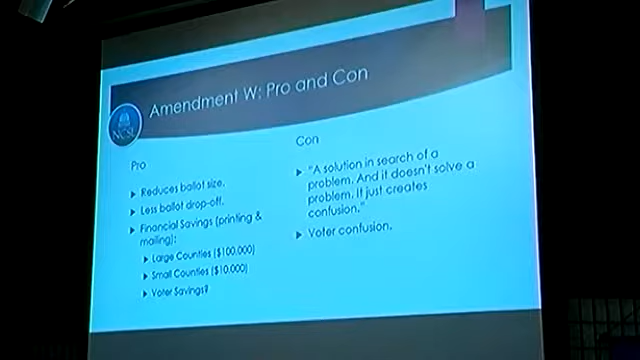 Amendment W: Pro and Con
NCSL
Pro
Reduces ballot size.
Less ballot drop-off.
Financial Savings (printing &
mailing):
Large Counties ($100,000)
Small Counties ($10,000)
Voter Savings?
Con
"A solution in search of a
problem. And it doesn't solve a
problem. It just creates
confusion."
Voter confusion.